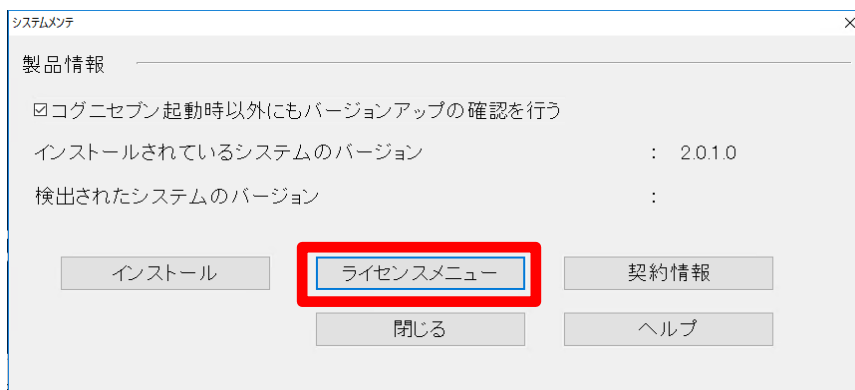 システムメンテ
製品情報
コグニセブン起動時以外にもバージョンアップの確認を行う
インストールされているシステムのバージョン : 2.0.1.0
検出されたシステムのバージョン :
インストール ライセンスメニュー 契約情報
閉じる ヘルプ